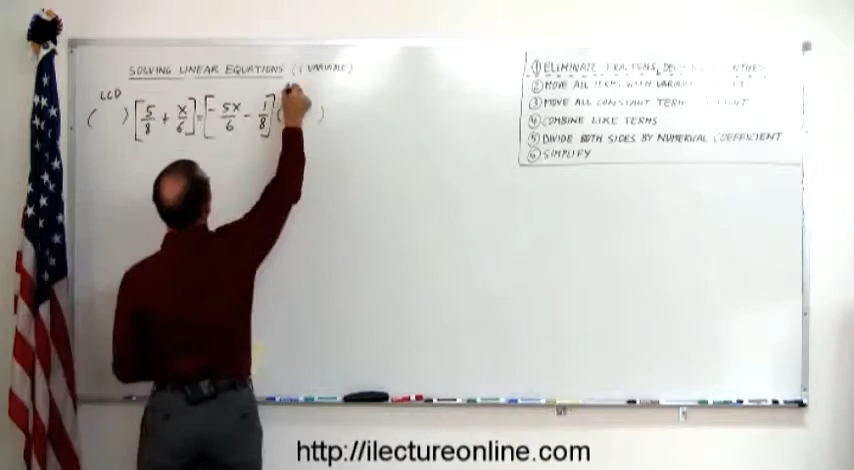 SOLVING LINEAR EQUATIONS (1 VARIABLE)
LCD
( ) [5/8 + x/6] = [- 5x/6 - 1/8] ( )
① ELIMINATE
② MOVE ALL TERMS WITH
③ MOVE ALL CONSTANT
④ COMBINE LIKE TERMS
⑤ DIVIDE BOTH SIDES BY NUMERICAL COEFFICIENT
⑥ SIMPLIFY
http://ilectureonline.com